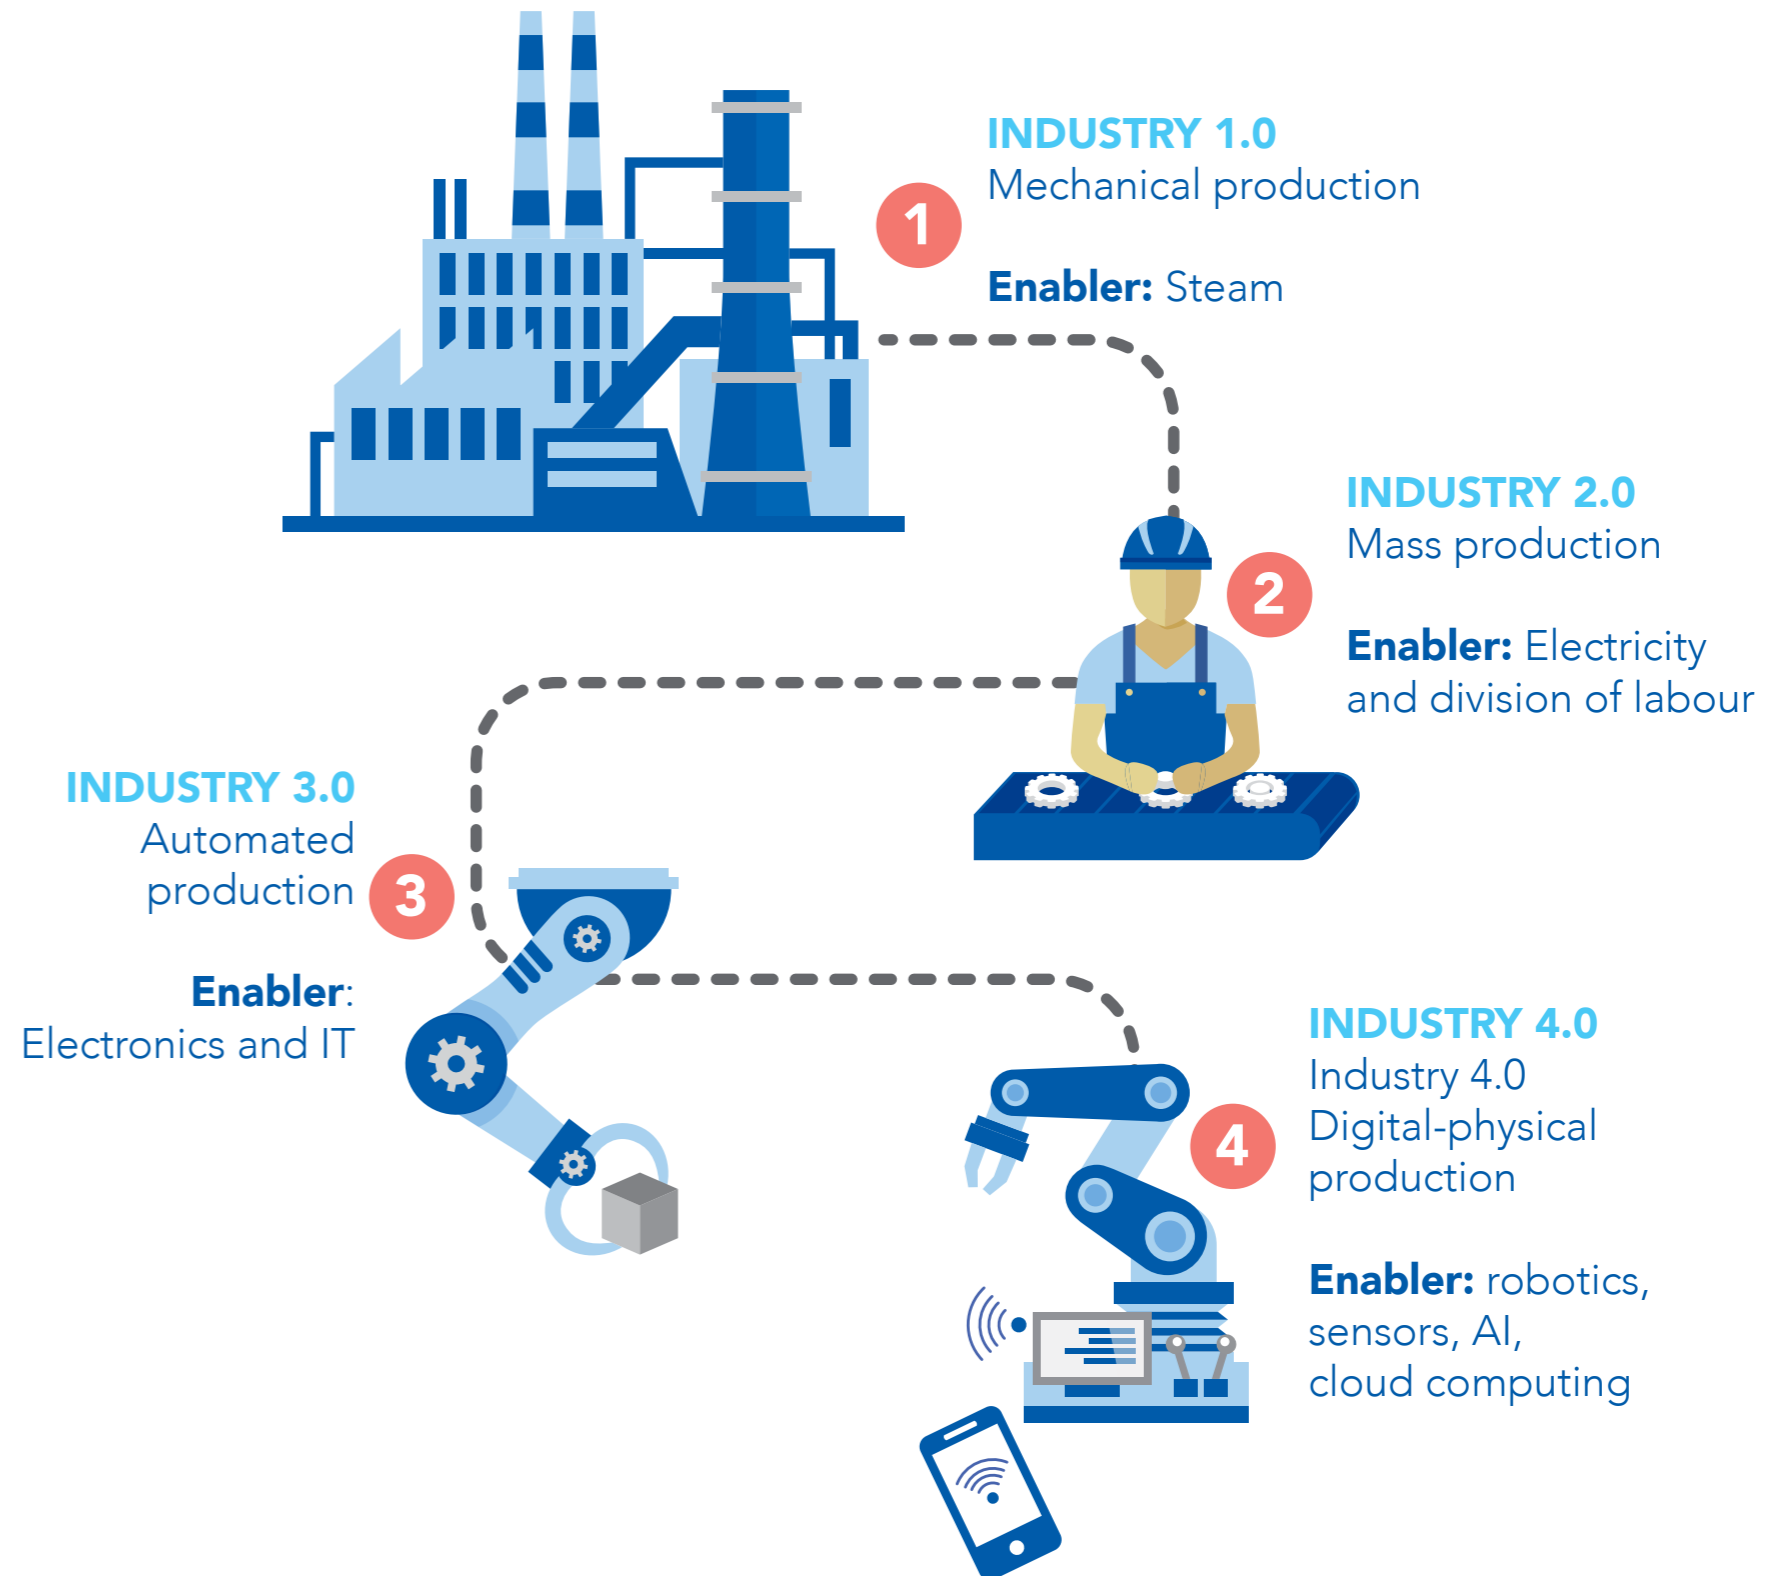 INDUSTRY 1.0
Mechanical production
1
Enabler: Steam
INDUSTRY 2.0
Mass production
2
Enabler: Electricity
and division of labour
INDUSTRY 3.0
Automated
production
3
Enabler:
Electronics and IT
INDUSTRY 4.0
Industry 4.0
Digital-physical
production
4
Enabler: robotics,
sensors, AI,
cloud computing